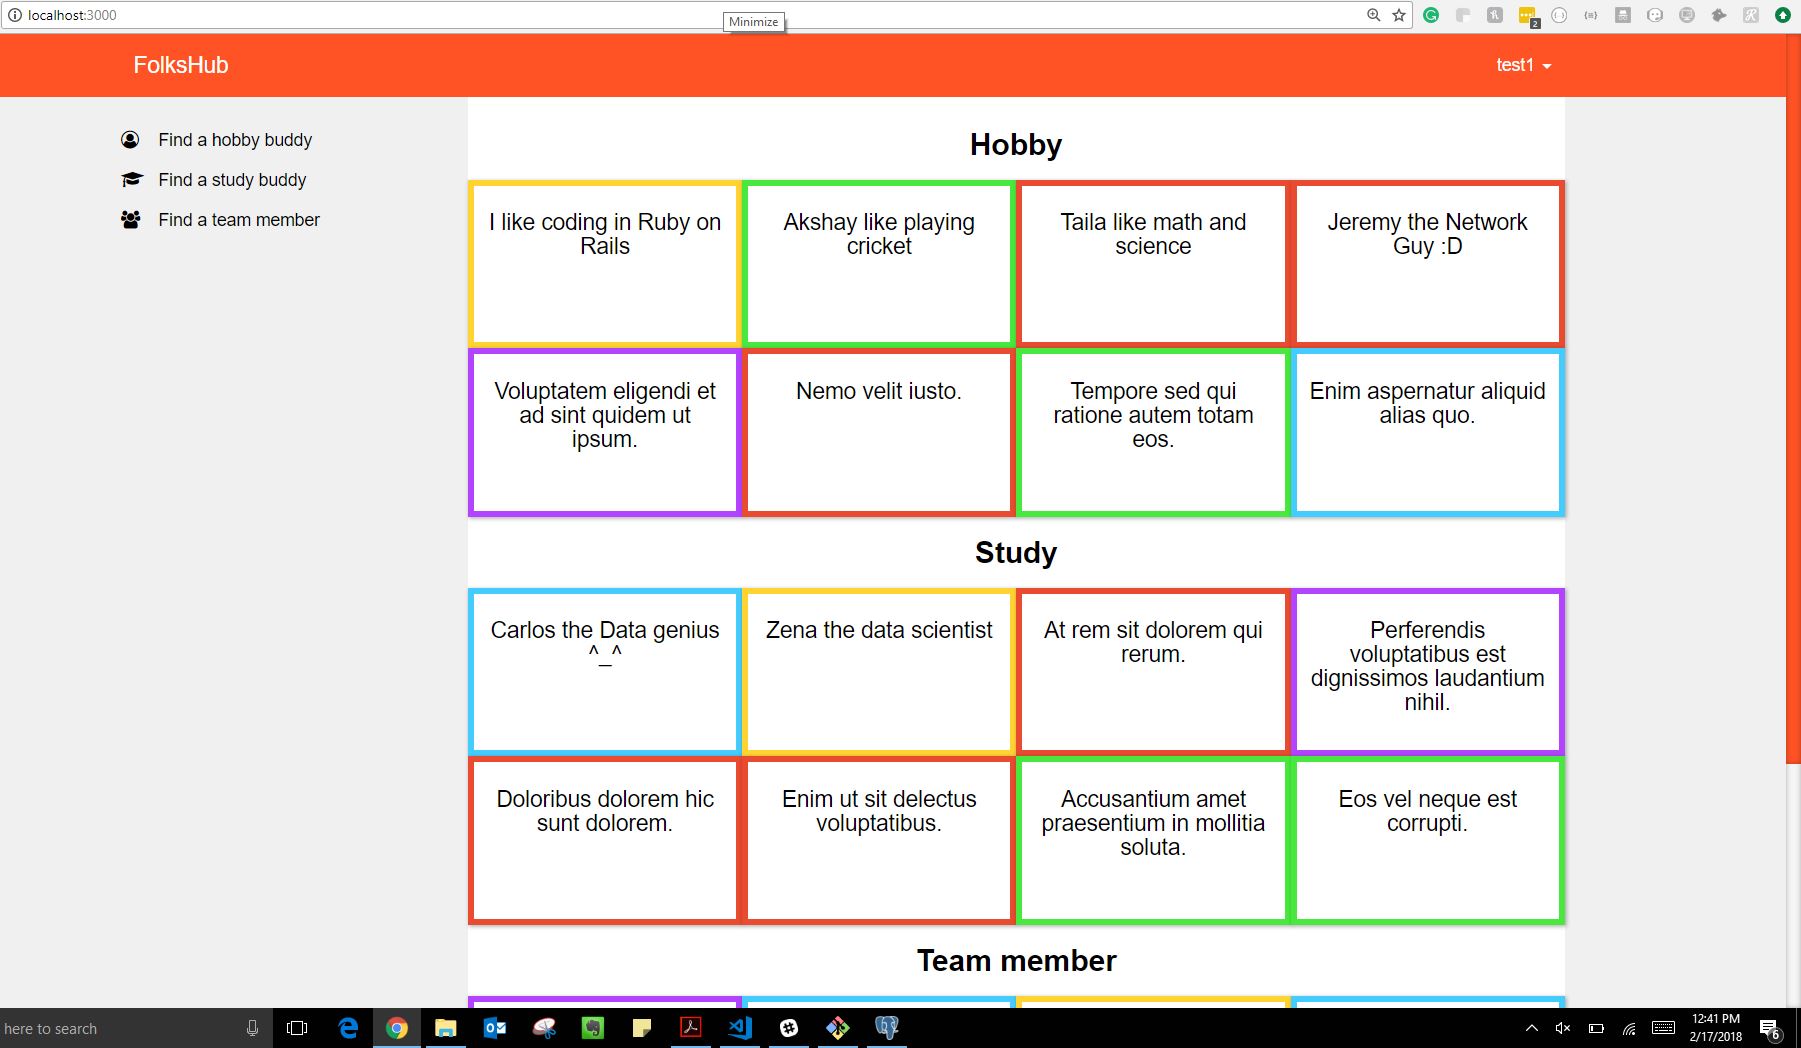 localhost:3000
Minimize
2
FolksHub
test1
Find a hobby buddy
Find a study buddy
Find a team member
Hobby
I like coding in Ruby on
Rails
Akshay like playing
cricket
Taila like math and
science
Jeremy the Network
Guy :D
Voluptatem eligendi et
ad sint quidem ut
ipsum.
Nemo velit iusto.
Tempore sed qui
ratione autem totam
eos.
Enim aspernatur aliquid
alias quo.
Study
Carlos the Data genius
^_^
Zena the data scientist
At rem sit dolorem qui
rerum.
Perferendis
voluptatibus est
dignissimos laudantium
nihil.
Doloribus dolorem hic
sunt dolorem.
Enim ut sit delectus
voluptatibus.
Accusantium amet
praesentium in mollitia
soluta.
Eos vel neque est
corrupti.
Team member
here to search
12:41 PM
2/17/2018
6